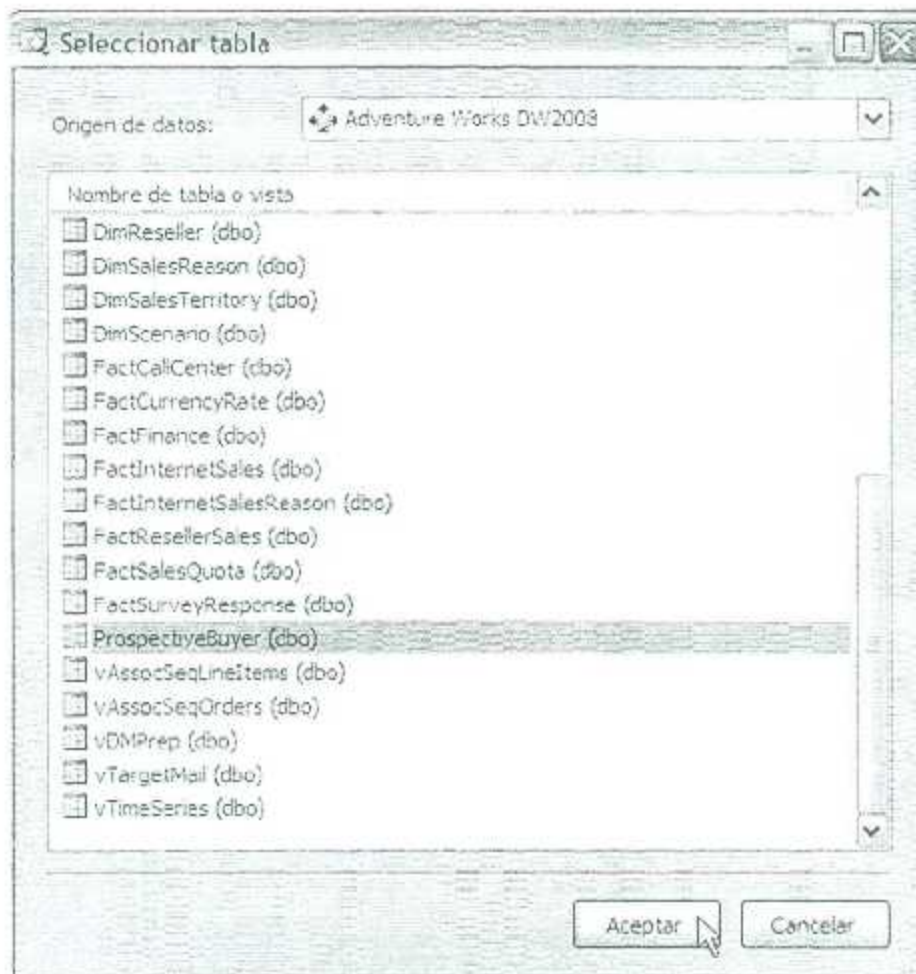 Seleccionar tabla
Origen de datos: Adventure Works DW2008
Nombre de tabla o vista
DimReseller (dbo)
DimSalesReason (dbo)
DimSalesTerritory (dbo)
DimScenario (dbo)
FactCallCenter (dbo)
FactCurrencyRate (dbo)
FactFinance (dbo)
FactInternetSales (dbo)
FactInternetSalesReason (dbo)
FactResellerSales (dbo)
FactSalesQuota (dbo)
FactSurveyResponse (dbo)
ProspectiveBuyer (dbo)
vAssocSeqLineItems (dbo)
vAssocSeqOrders (dbo)
vDMPrep (dbo)
vTargetMail (dbo)
vTimeSeries (dbo)
Aceptar Cancelar